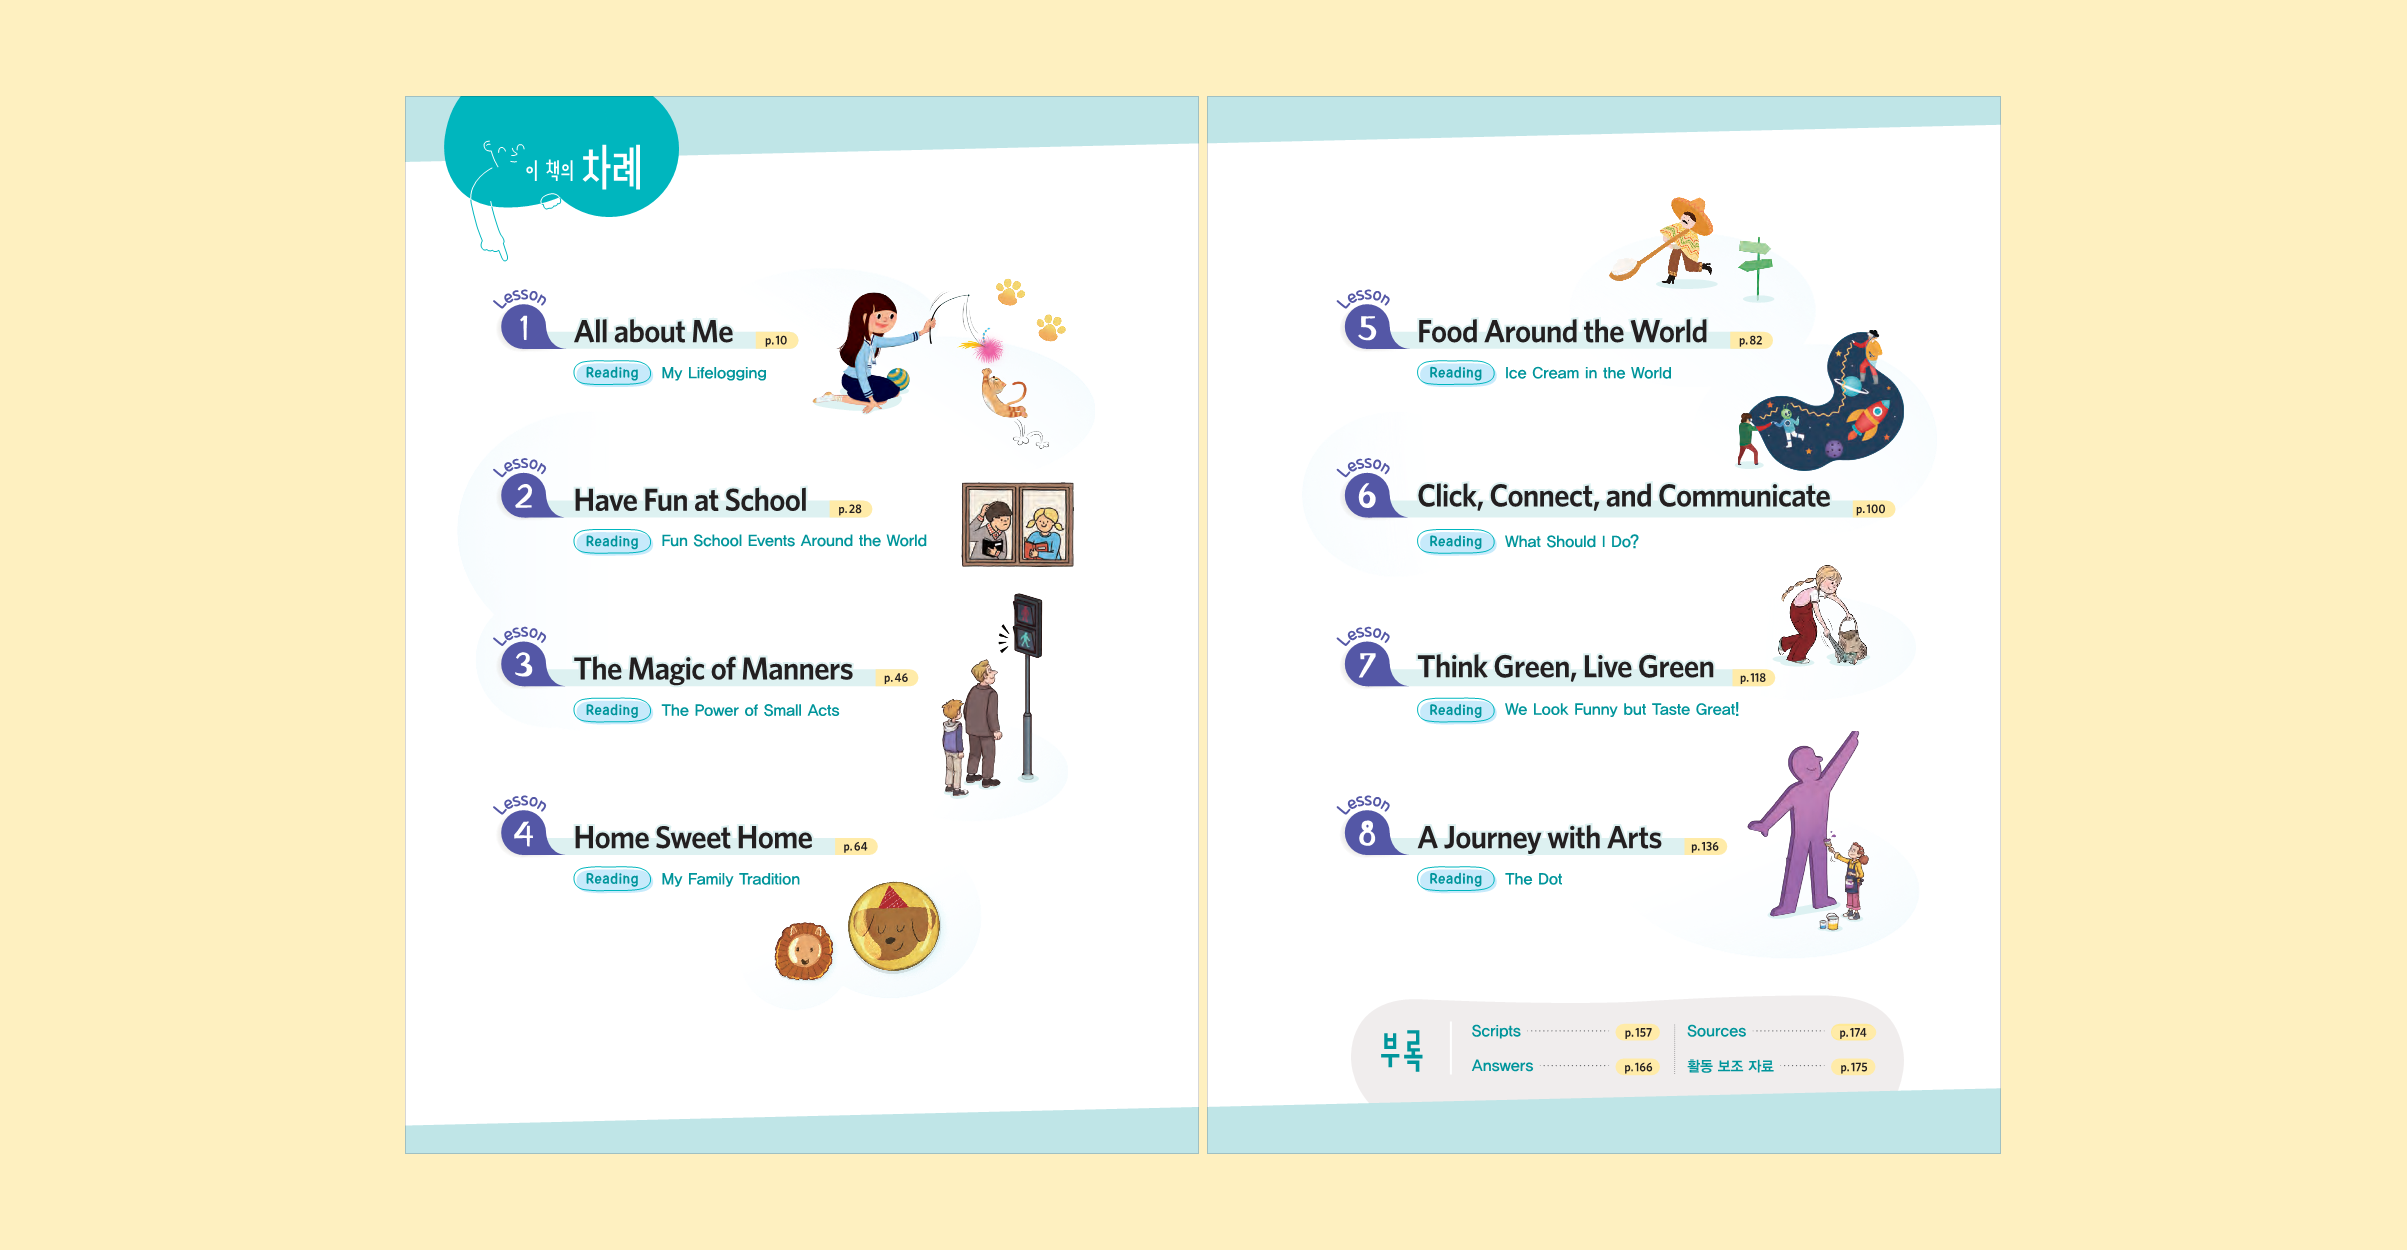 이 책의 차례
Lesson
1 All about Me p.10
Reading My Lifelogging
Lesson
2 Have Fun at School p.28
Reading Fun School Events Around the World
Lesson
3 The Magic of Manners p.46
Reading The Power of Small Acts
Lesson
4 Home Sweet Home p.64
Reading My Family Tradition
Lesson
5 Food Around the World p.82
Reading Ice Cream in the World
Lesson
6 Click, Connect, and Communicate p.100
Reading What Should I Do?
Lesson
7 Think Green, Live Green p.118
Reading We Look Funny but Taste Great!
Lesson
8 A Journey with Arts p.136
Reading The Dot
부록
Scripts p.157
Answers p.166
Sources p.174
활동 보조 자료 p.175